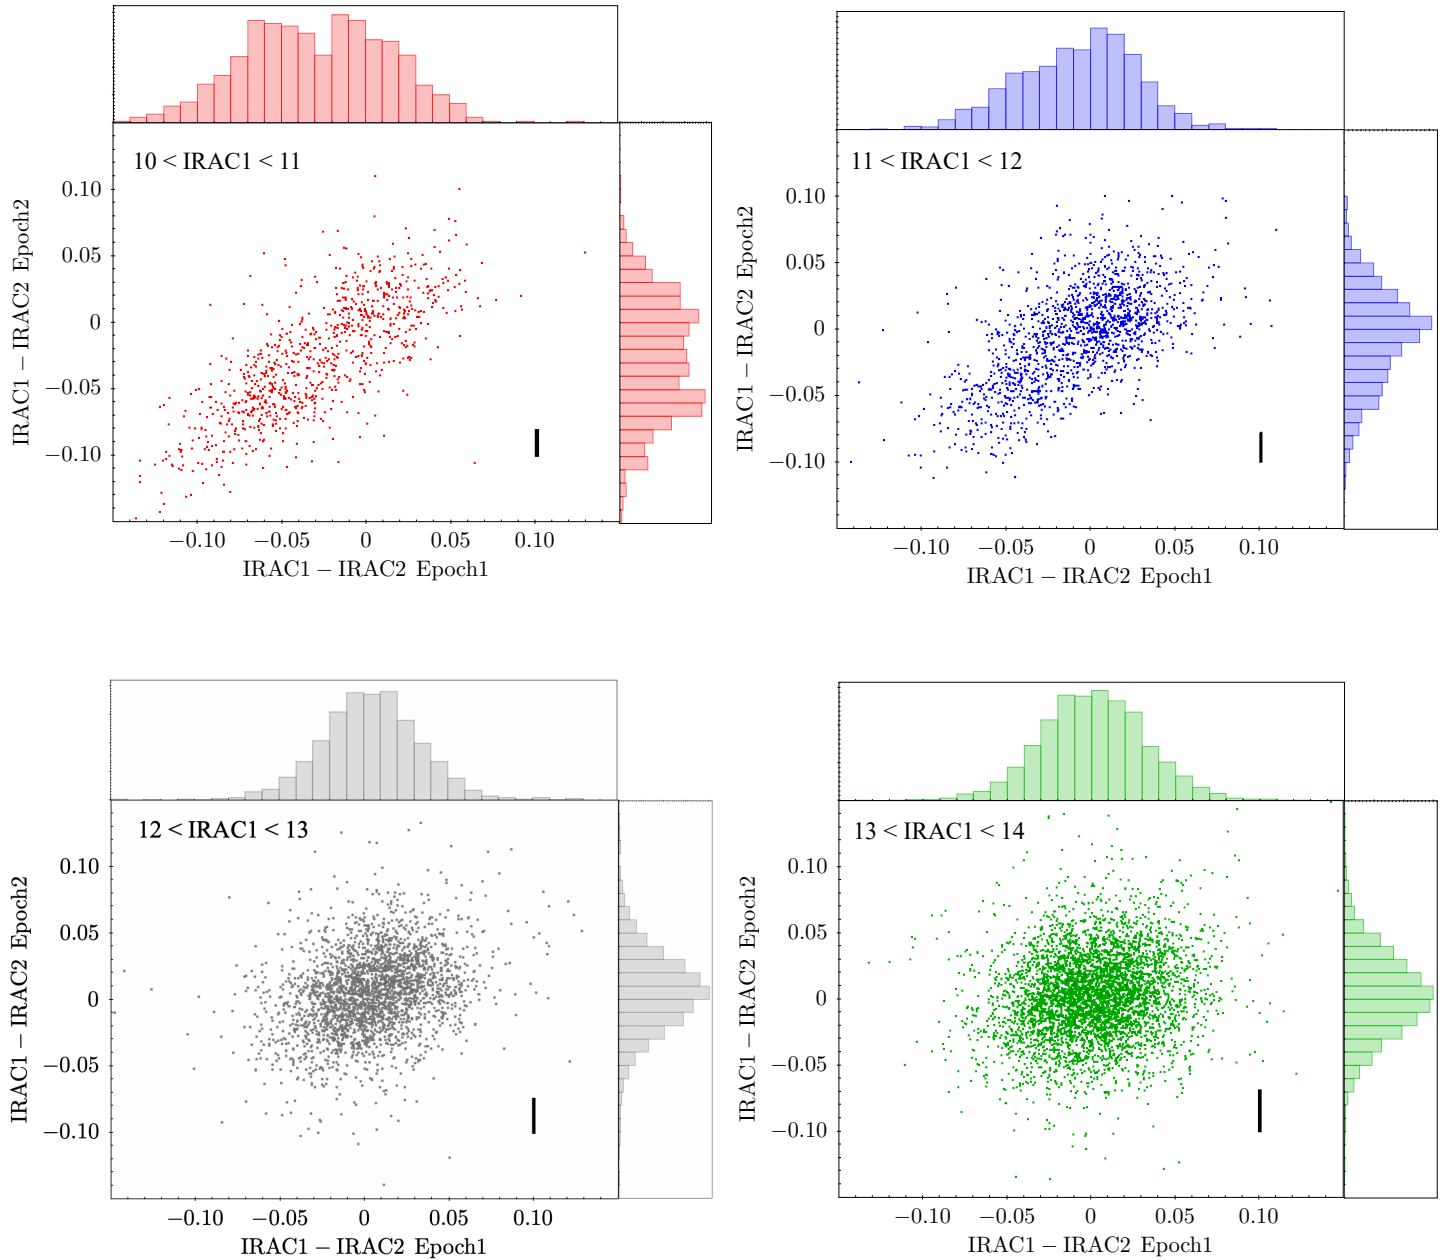 10 < IRAC1 < 11
IRAC1 − IRAC2 Epoch2
0.10
0.05
0
−0.05
−0.10
−0.10 −0.05 0 0.05 0.10
IRAC1 − IRAC2 Epoch1
11 < IRAC1 < 12
IRAC1 − IRAC2 Epoch2
0.10
0.05
0
−0.05
−0.10
−0.10 −0.05 0 0.05 0.10
IRAC1 − IRAC2 Epoch1
12 < IRAC1 < 13
IRAC1 − IRAC2 Epoch2
0.10
0.05
0
−0.05
−0.10
−0.10 −0.05 0 0.05 0.10
IRAC1 − IRAC2 Epoch1
13 < IRAC1 < 14
IRAC1 − IRAC2 Epoch2
0.10
0.05
0
−0.05
−0.10
−0.10 −0.05 0 0.05 0.10
IRAC1 − IRAC2 Epoch1